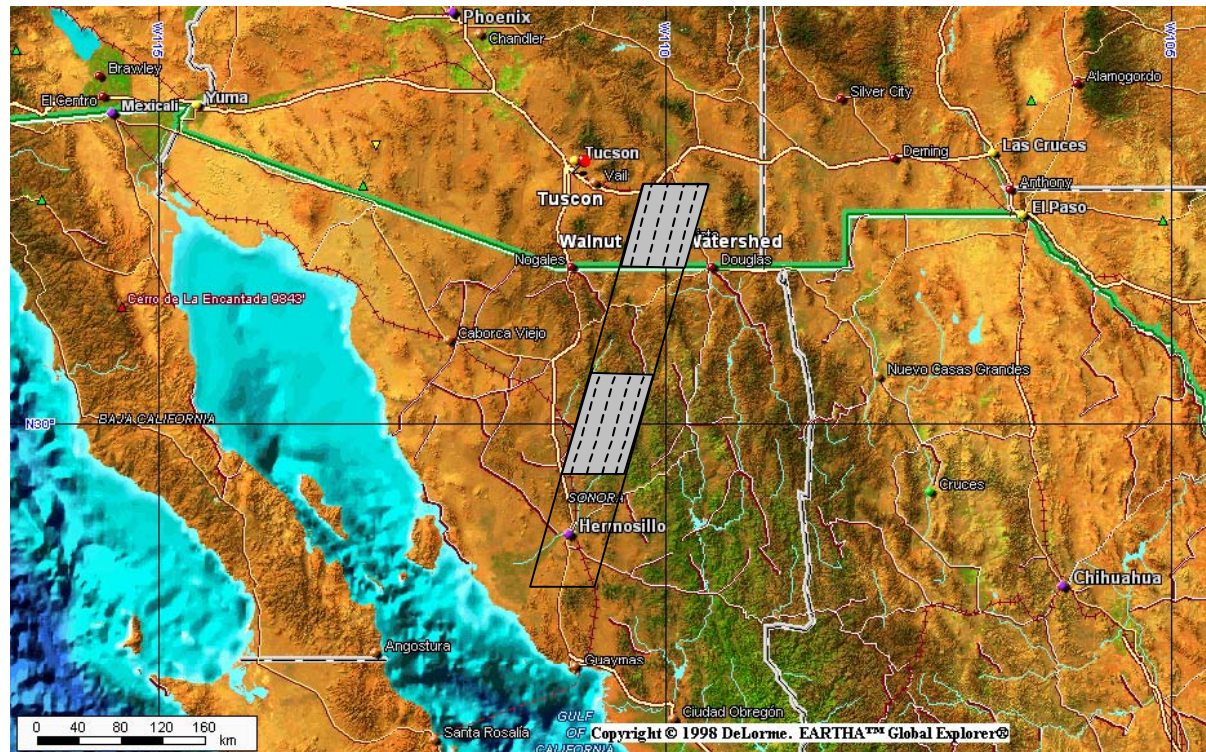 Phoenix
Chandler
W115
W110
W105
Brawley
El Centro
Mexicali
Yuma
Silver City
Alamogordo
Tucson
Vail
Tuscon
Deming
Las Cruces
Anthony
El Paso
Walnut
Watershed
Nogales
Douglas
Cerro de La Encantada 9843'
Caborca Viejo
Nuevo Casas Grandes
BAJA CALIFORNIA
N30°
SONORA
Cruces
Hermosillo
Chihuahua
Angostura
Guaymas
Santa Rosalía
GULF
OF
CALIFORNIA
Ciudad Obregón
0 40 80 120 160
km
Copyright © 1998 DeLorme. EARTHA™ Global Explorer®